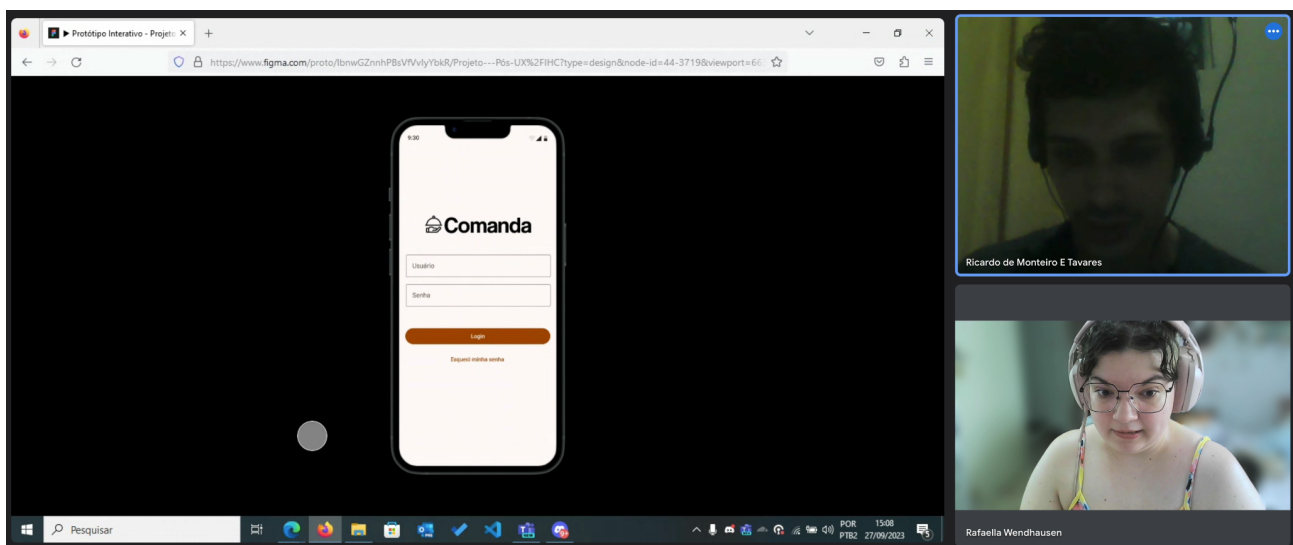 ▶ Protótipo Interativo - Projeto
https://www.figma.com/proto/IbnwGZnnhPBsVfVvlyYbkR/Projeto---Pós-UX%2FIHC?type=design&node-id=44-3719&viewport=66
9:30
Comanda
Usuário
Senha
Login
Esqueci minha senha
Ricardo de Monteiro E Tavares
Rafaella Wendhausen
Pesquisar
POR 15:08
PTB2 27/09/2023
5